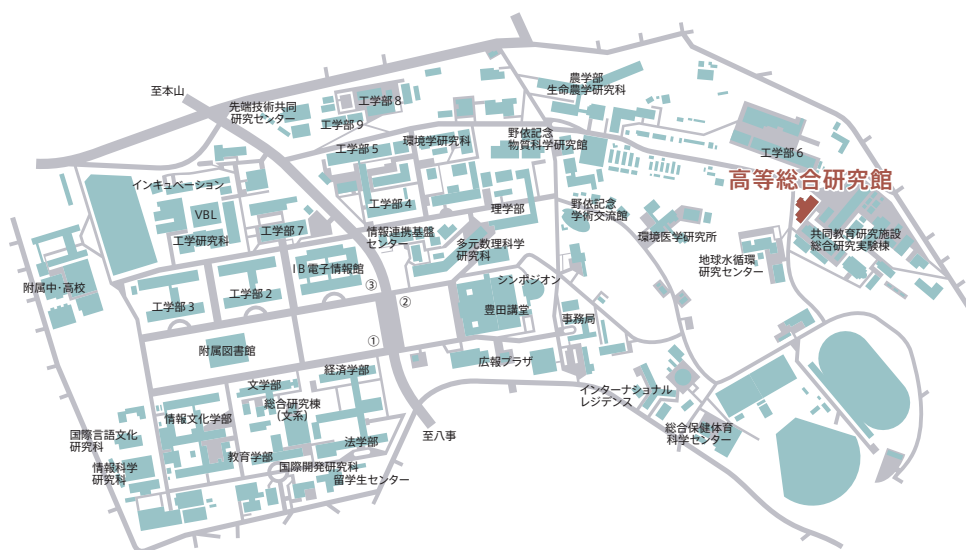 農学部
生命農学研究科
至本山
先端技術共同
研究センター
工学部8
工学部9
環境学研究科
野依記念
物質科学研究館
工学部5
工学部6
高等総合研究館
インキュベーション
VBL
工学研究科
工学部7
工学部4
理学部
野依記念
学術交流館
情報連携基盤
センター
多元数理科学
研究科
環境医学研究所
共同教育研究施設
総合研究実験棟
地球水循環
研究センター
附属中・高校
工学部3
工学部2
IB電子情報館
③
②
①
シンポジオン
豊田講堂
事務局
附属図書館
広報プラザ
経済学部
文学部
総合研究棟
(文系)
インターナショナル
レジデンス
情報文化学部
国際言語文化
研究科
至八事
総合保健体育
科学センター
法学部
教育学部
情報科学
研究科
国際開発研究科
留学生センター